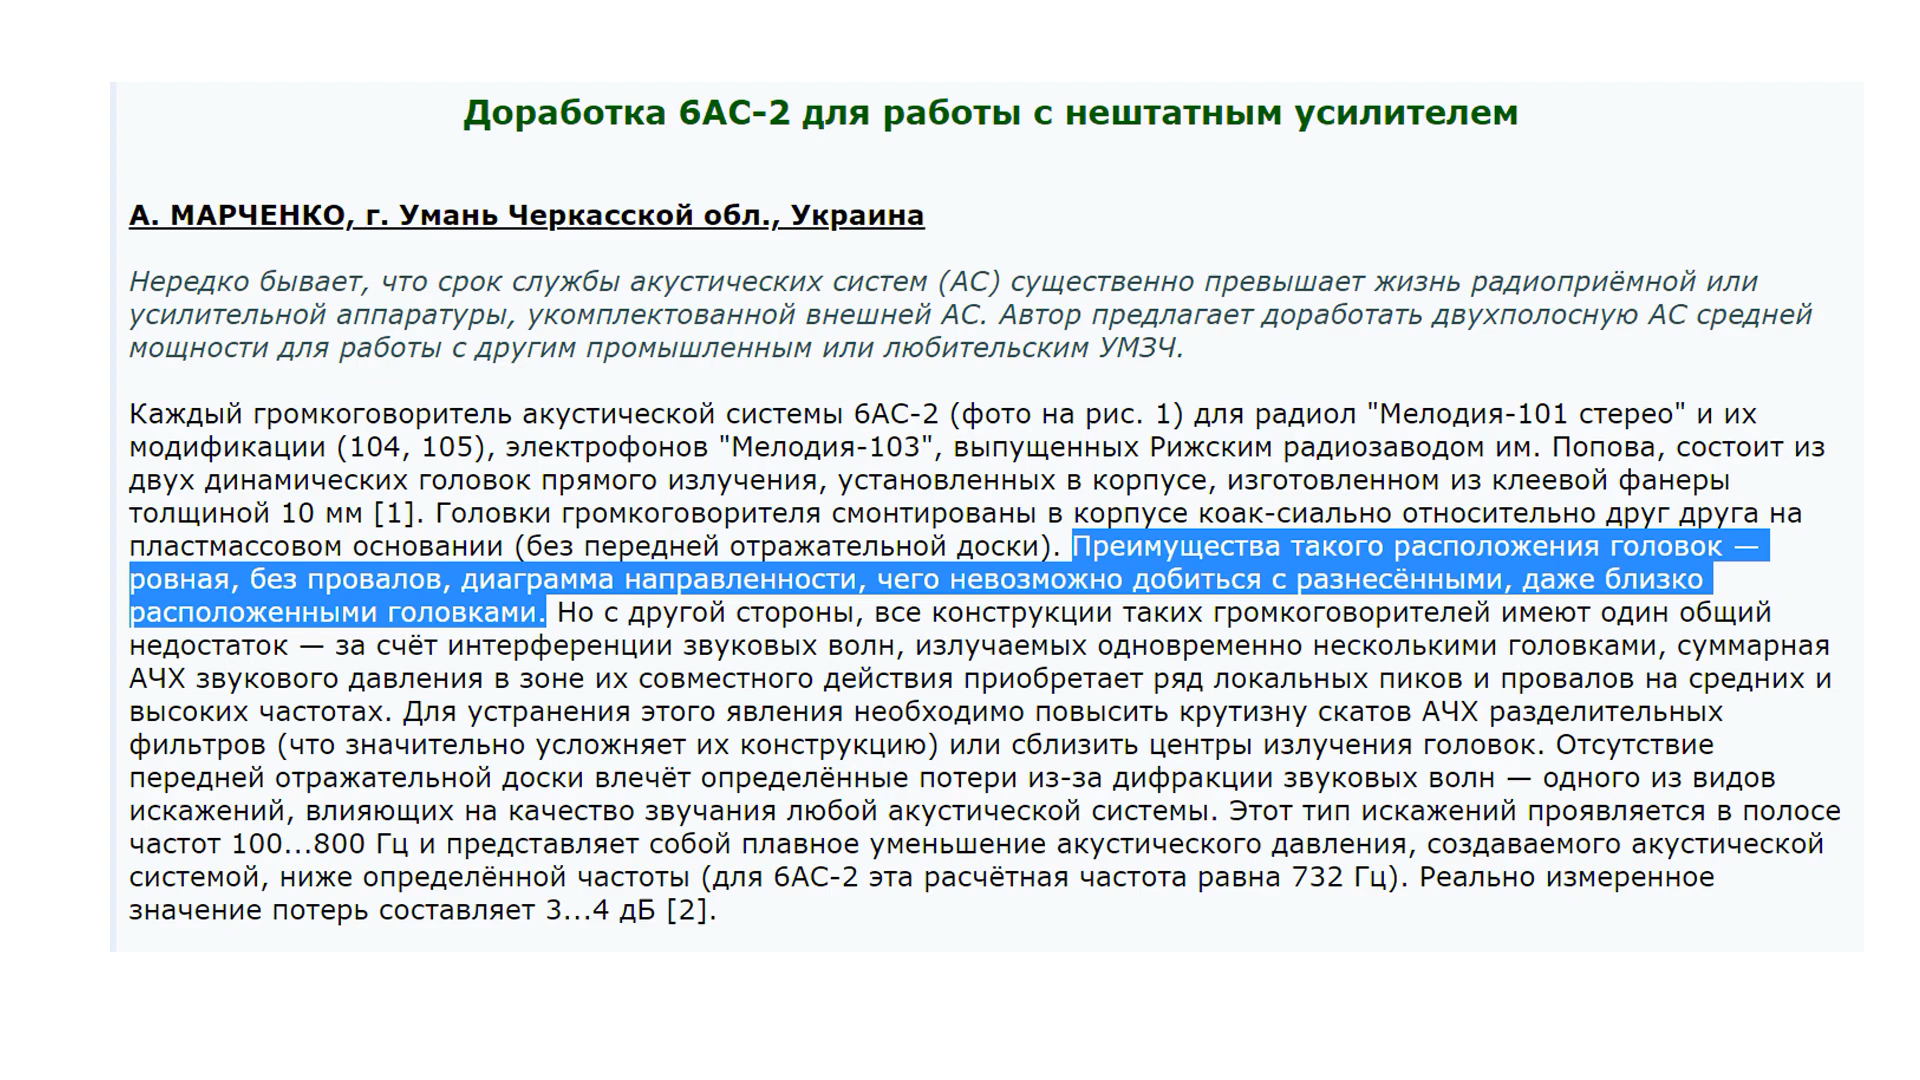 Доработка 6АС-2 для работы с нештатным усилителем
А. МАРЧЕНКО, г. Умань Черкасской обл., Украина
Нередко бывает, что срок службы акустических систем (АС) существенно превышает жизнь радиоприёмной или
усилительной аппаратуры, укомплектованной внешней АС. Автор предлагает доработать двухполосную АС средней
мощности для работы с другим промышленным или любительским УМЗЧ.
Каждый громкоговоритель акустической системы 6АС-2 (фото на рис. 1) для радиол "Мелодия-101 стерео" и их
модификации (104, 105), электрофонов "Мелодия-103", выпущенных Рижским радиозаводом им. Попова, состоит из
двух динамических головок прямого излучения, установленных в корпусе, изготовленном из клеевой фанеры
толщиной 10 мм [1]. Головки громкоговорителя смонтированы в корпусе коак-сиально относительно друг друга на
пластмассовом основании (без передней отражательной доски). Преимущества такого расположения головок —
ровная, без провалов, диаграмма направленности, чего невозможно добиться с разнесёнными, даже близко
расположенными головками. Но с другой стороны, все конструкции таких громкоговорителей имеют один общий
недостаток — за счёт интерференции звуковых волн, излучаемых одновременно несколькими головками, суммарная
АЧХ звукового давления в зоне их совместного действия приобретает ряд локальных пиков и провалов на средних и
высоких частотах. Для устранения этого явления необходимо повысить крутизну скатов АЧХ разделительных
фильтров (что значительно усложняет их конструкцию) или сблизить центры излучения головок. Отсутствие
передней отражательной доски влечёт определённые потери из-за дифракции звуковых волн — одного из видов
искажений, влияющих на качество звучания любой акустической системы. Этот тип искажений проявляется в полосе
частот 100...800 Гц и представляет собой плавное уменьшение акустического давления, создаваемого акустической
системой, ниже определённой частоты (для 6АС-2 эта расчётная частота равна 732 Гц). Реально измеренное
значение потерь составляет 3...4 дБ [2].